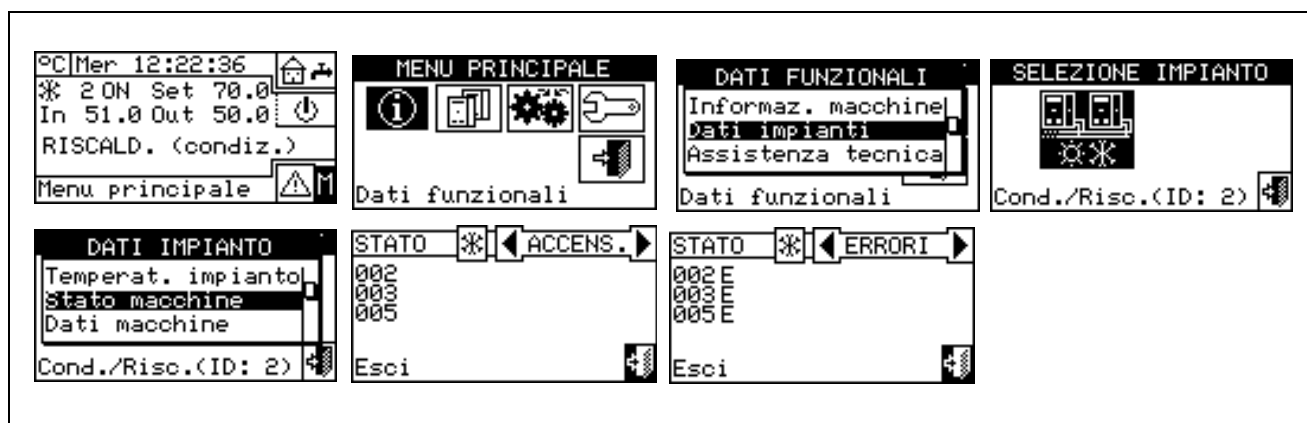 ºC Mer 12:22:36
2 ON Set 70.0
In 51.0 Out 50.0
RISCALD. (condiz.)
Menu principale M
MENU PRINCIPALE
Dati funzionali
DATI FUNZIONALI
Informaz. macchine
Dati impianti
Assistenza tecnica
Dati funzionali
SELEZIONE IMPIANTO
Cond./Risc.(ID: 2)
DATI IMPIANTO
Temperat. impianto
Stato macchine
Dati macchine
Cond./Risc.(ID: 2)
STATO ACCENS.
002
003
005
Esci
STATO ERRORI
002 E
003 E
005 E
Esci